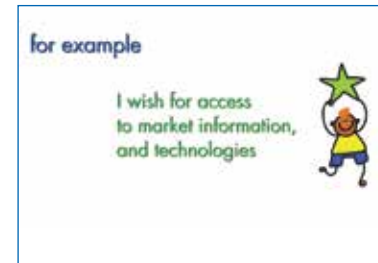 for example
I wish for access
to market information,
and technologies